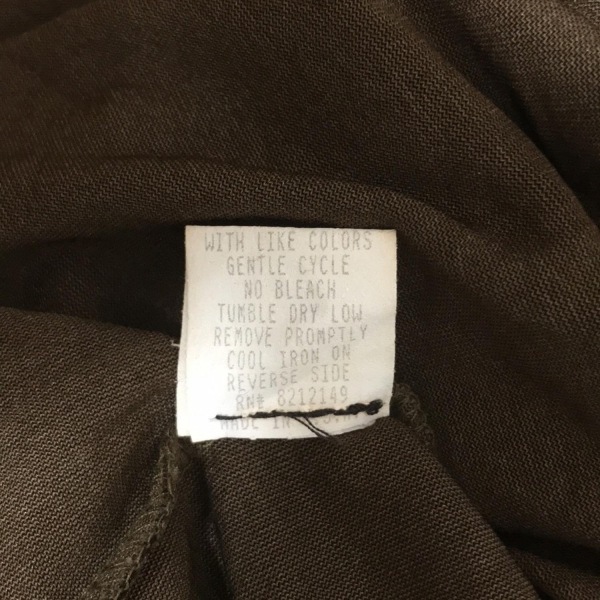 WITH LIKE COLORS
GENTLE CYCLE
NO BLEACH
TUMBLE DRY LOW
REMOVE PROMPTLY
COOL IRON ON
REVERSE SIDE
RN# 8212149
MADE IN